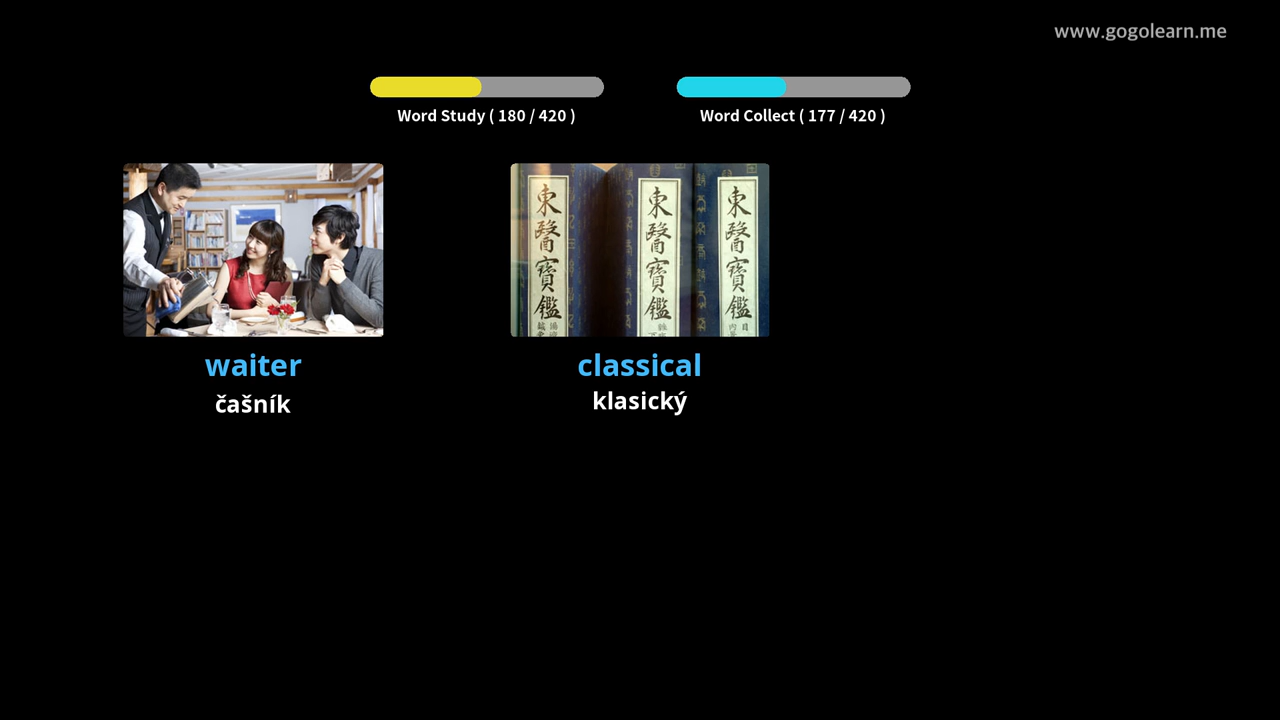 www.gogolearn.me
Word Study ( 180 / 420 )
Word Collect ( 177 / 420 )
東醫寶鑑
東醫寶鑑
東醫寶鑑
waiter
classical
čašník
klasický